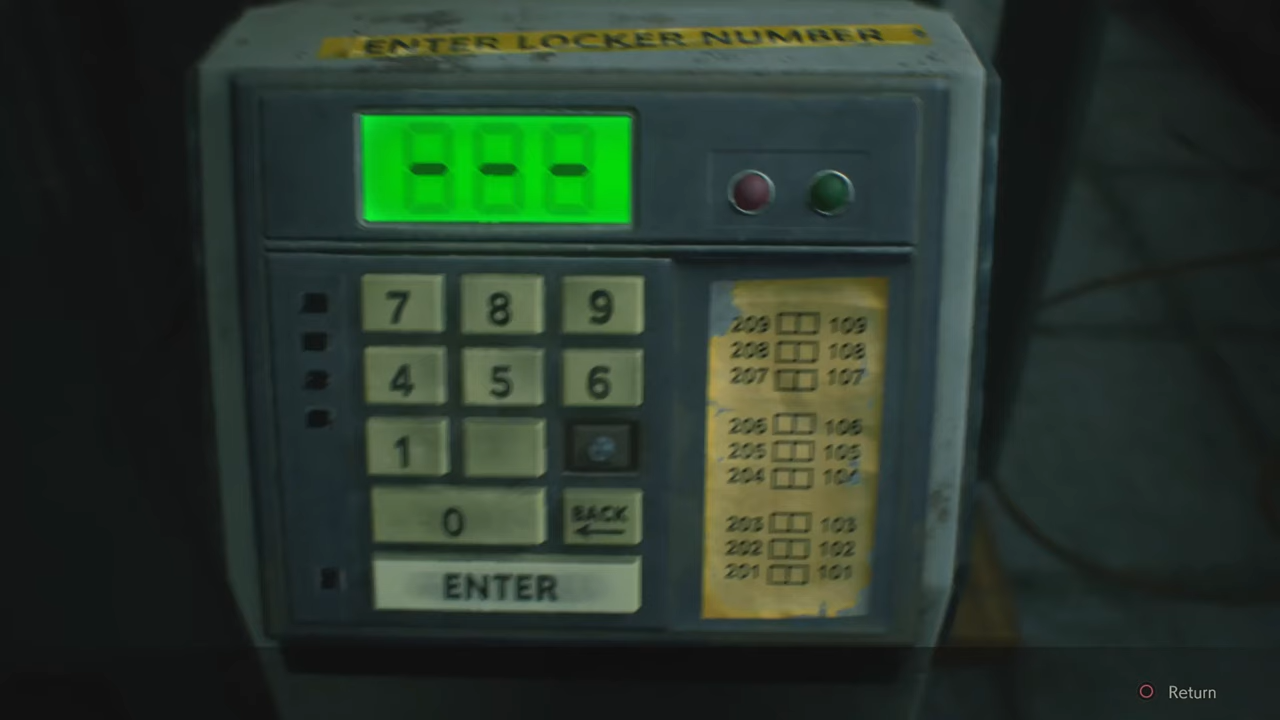 ENTER LOCKER NUMBER
- - -
7 8 9
4 5 6
1
0 BACK
ENTER
209 109
208 108
207 107
206 106
205 105
204 104
203 103
202 102
201 101
Return